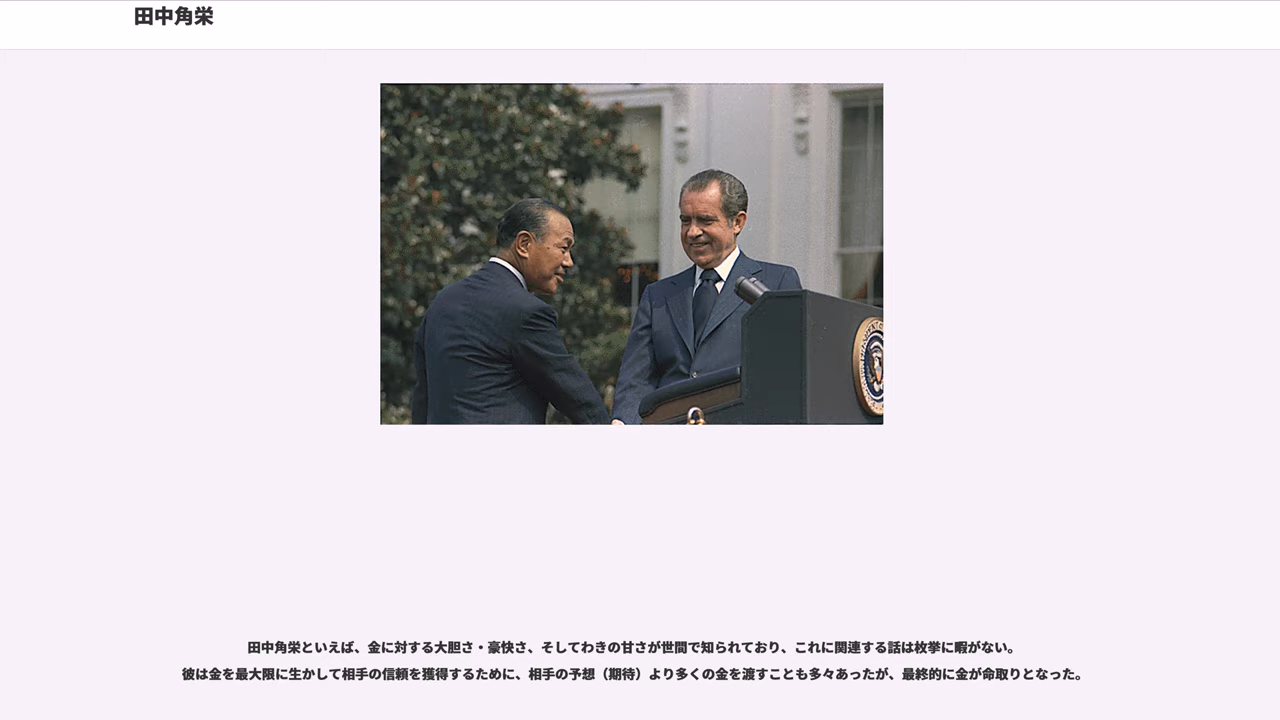 田中角栄
田中角栄といえば、金に対する大胆さ・豪快さ、そしてわきの甘さが世間で知られており、これに関連する話は枚挙に暇がない。
彼は金を最大限に生かして相手の信頼を獲得するために、相手の予想（期待）より多くの金を渡すことも多々あったが、最終的に金が命取りとなった。